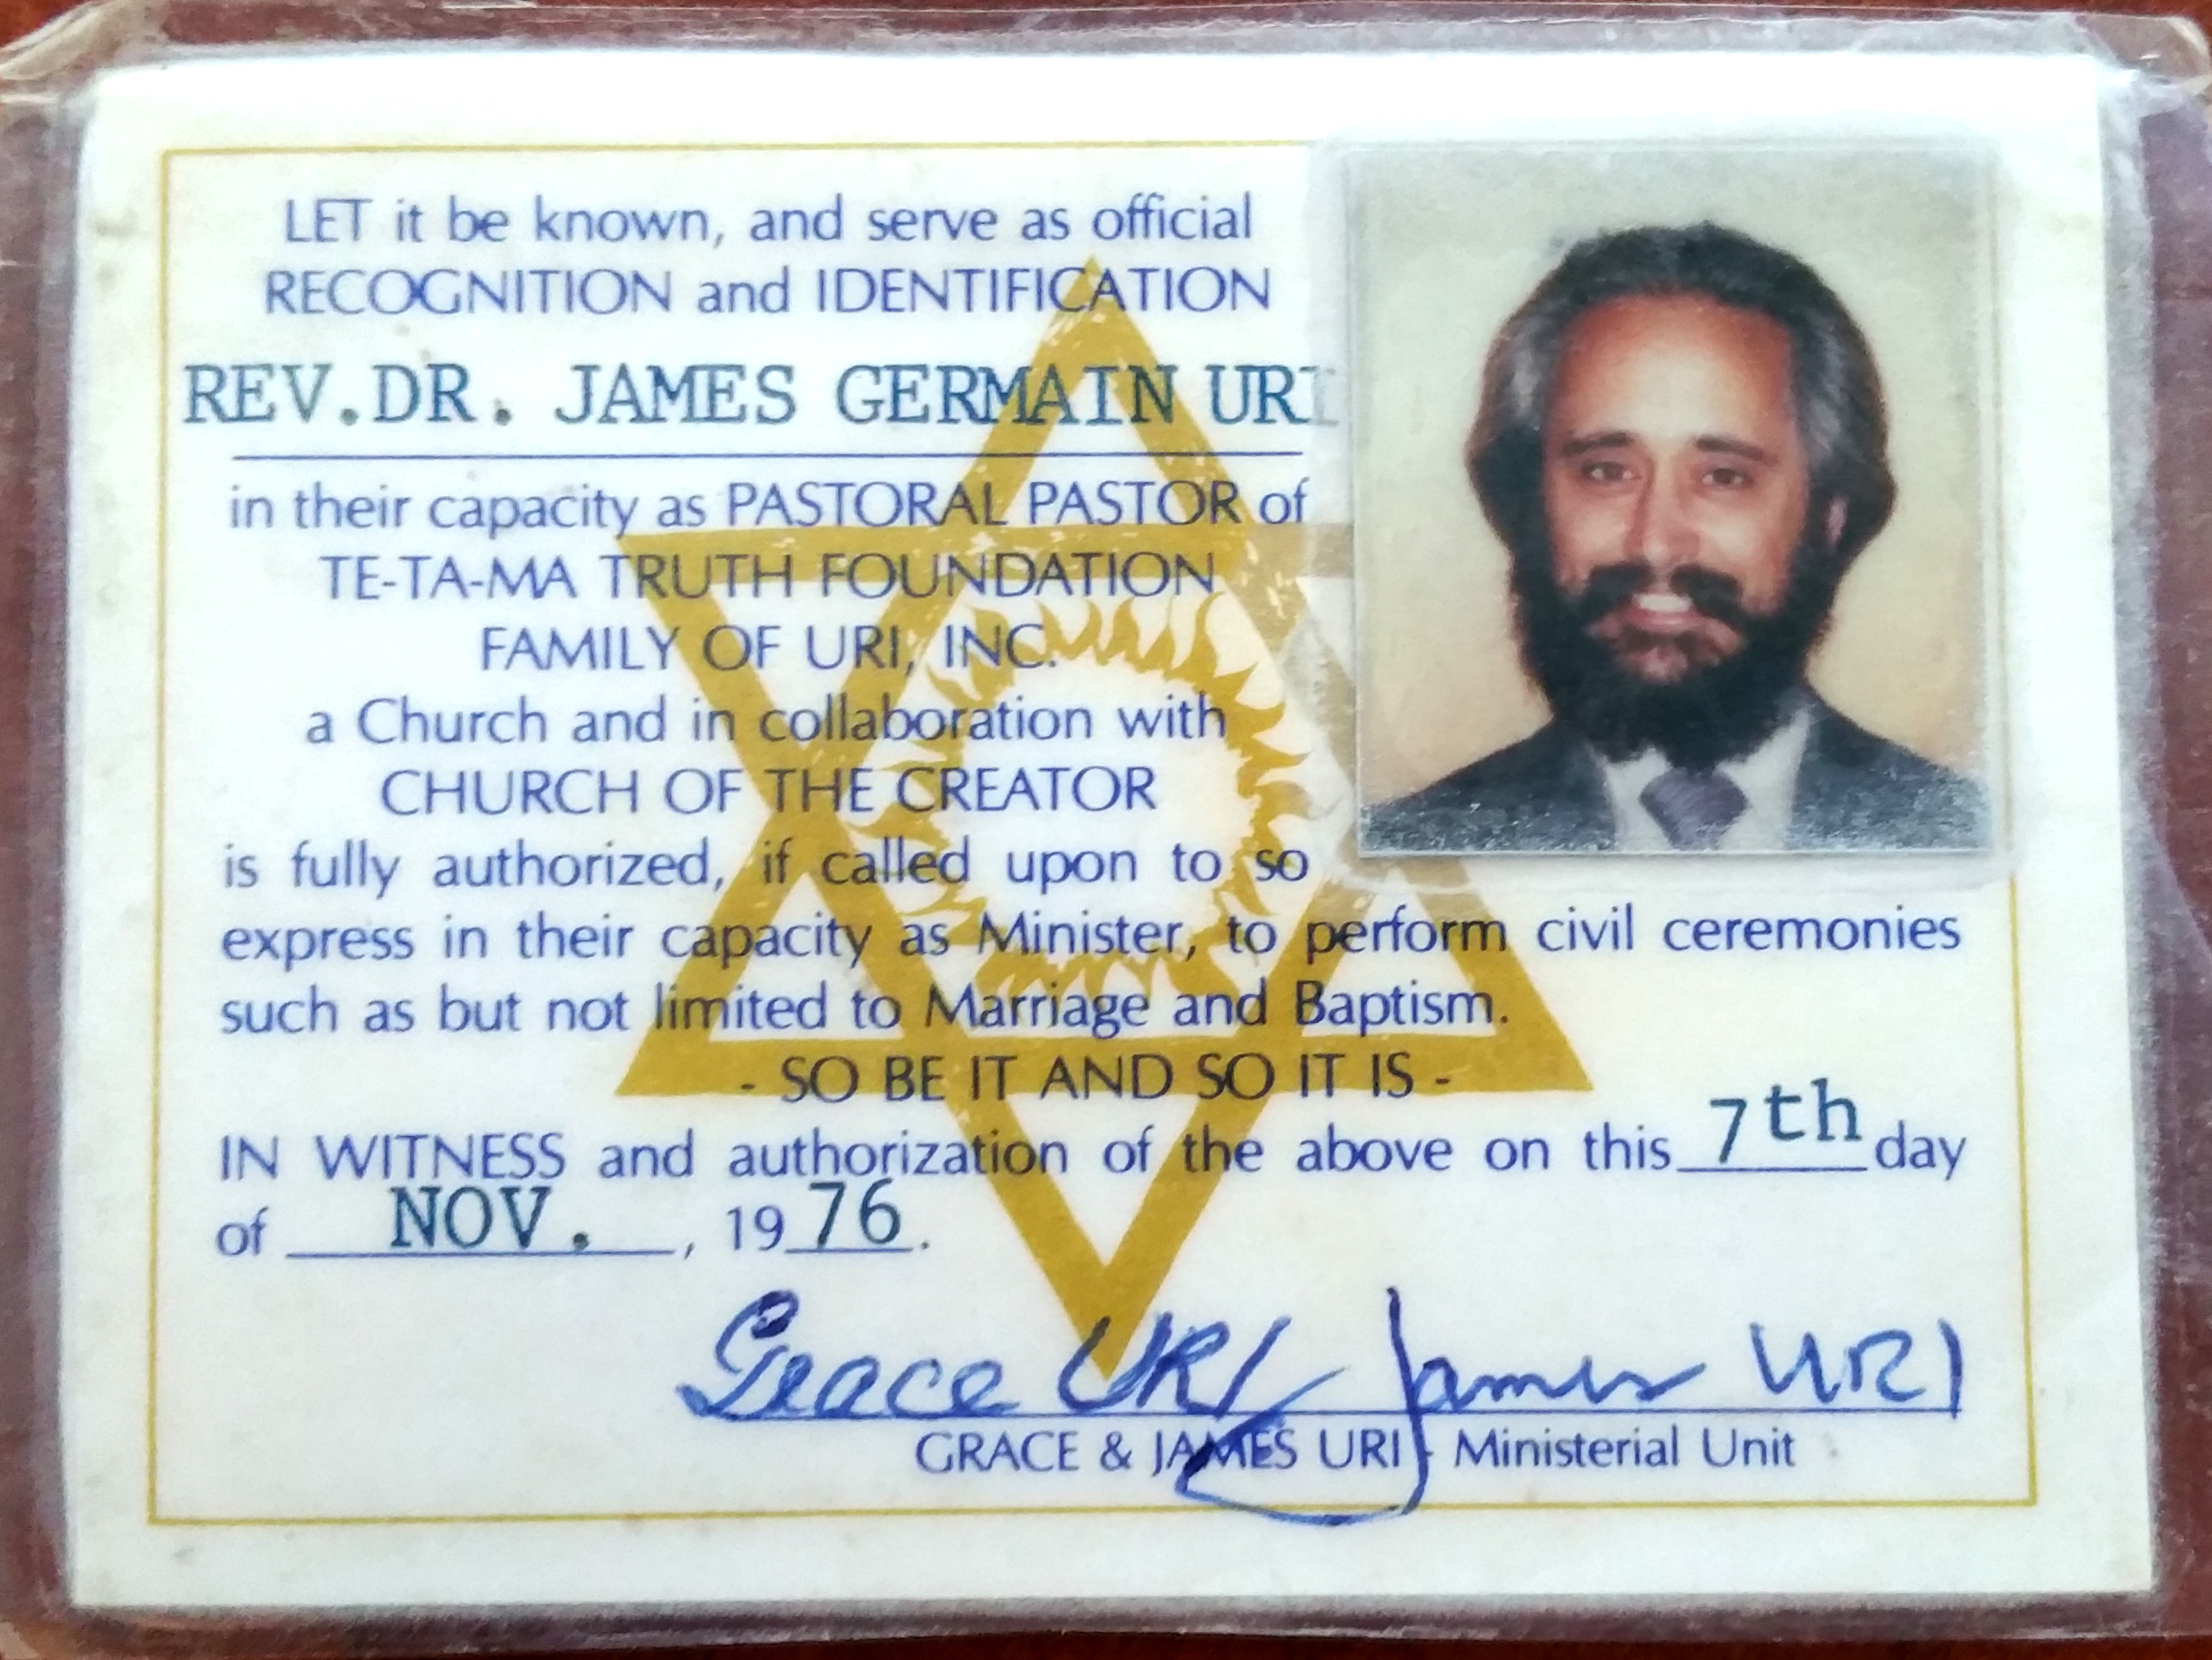 LET it be known, and serve as official
RECOGNITION and IDENTIFICATION
REV.DR. JAMES GERMAIN URI
in their capacity as PASTORAL PASTOR of
TE-TA-MA TRUTH FOUNDATION
FAMILY OF URI, INC.
a Church and in collaboration with
CHURCH OF THE CREATOR
is fully authorized, if called upon to so
express in their capacity as Minister, to perform civil ceremonies
such as but not limited to Marriage and Baptism.
- SO BE IT AND SO IT IS -
IN WITNESS and authorization of the above on this 7th day
of NOV., 1976.
Grace URI James URI
GRACE & JAMES URI - Ministerial Unit